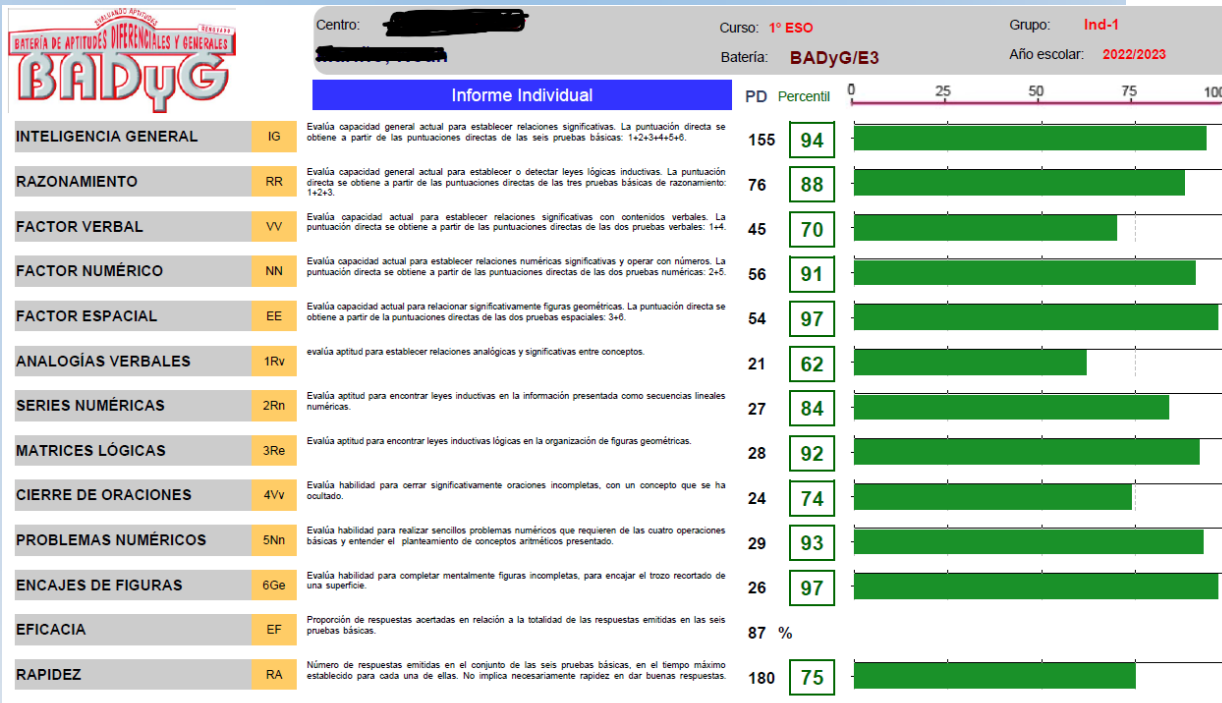 EVALUANDO APTITUDES
BATERÍA DE APTITUDES DIFERENCIALES Y GENERALES
RENOVADO
BADyG
Centro:
Curso: 1º ESO
Grupo: Ind-1
Batería: BADyG/E3
Año escolar: 2022/2023
Informe Individual
PD Percentil 0 25 50 75 100
INTELIGENCIA GENERAL IG
Evalúa capacidad general actual para establecer relaciones significativas. La puntuación directa se
obtiene a partir de las puntuaciones directas de las seis pruebas básicas: 1+2+3+4+5+6.
155 94
RAZONAMIENTO RR
Evalúa capacidad general actual para establecer o detectar leyes lógicas inductivas. La puntuación
directa se obtiene a partir de las puntuaciones directas de las tres pruebas básicas de razonamiento:
1+2+3.
76 88
FACTOR VERBAL VV
Evalúa capacidad actual para establecer relaciones significativas con contenidos verbales. La
puntuación directa se obtiene a partir de las puntuaciones directas de las dos pruebas verbales: 1+4.
45 70
FACTOR NUMÉRICO NN
Evalúa capacidad actual para establecer relaciones numéricas significativas y operar con números. La
puntuación directa se obtiene a partir de las puntuaciones directas de las dos pruebas numéricas: 2+5.
56 91
FACTOR ESPACIAL EE
Evalúa capacidad actual para relacionar significativamente figuras geométricas. La puntuación directa se
obtiene a partir de la puntuaciones directas de las dos pruebas espaciales: 3+6.
54 97
ANALOGÍAS VERBALES 1Rv
evalúa aptitud para establecer relaciones analógicas y significativas entre conceptos.
21 62
SERIES NUMÉRICAS 2Rn
Evalúa aptitud para encontrar leyes inductivas en la información presentada como secuencias lineales
numéricas.
27 84
MATRICES LÓGICAS 3Re
Evalúa aptitud para encontrar leyes inductivas lógicas en la organización de figuras geométricas.
28 92
CIERRE DE ORACIONES 4Vv
Evalúa habilidad para cerrar significativamente oraciones incompletas, con un concepto que se ha
ocultado.
24 74
PROBLEMAS NUMÉRICOS 5Nn
Evalúa habilidad para realizar sencillos problemas numéricos que requieren de las cuatro operaciones
básicas y entender el planteamiento de conceptos aritméticos presentado.
29 93
ENCAJES DE FIGURAS 6Ge
Evalúa habilidad para completar mentalmente figuras incompletas, para encajar el trozo recortado de
una superficie.
26 97
EFICACIA EF
Proporción de respuestas acertadas en relación a la totalidad de las respuestas emitidas en las seis
pruebas básicas.
87 %
RAPIDEZ RA
Número de respuestas emitidas en el conjunto de las seis pruebas básicas, en el tiempo máximo
establecido para cada una de ellas. No implica necesariamente rapidez en dar buenas respuestas.
180 75